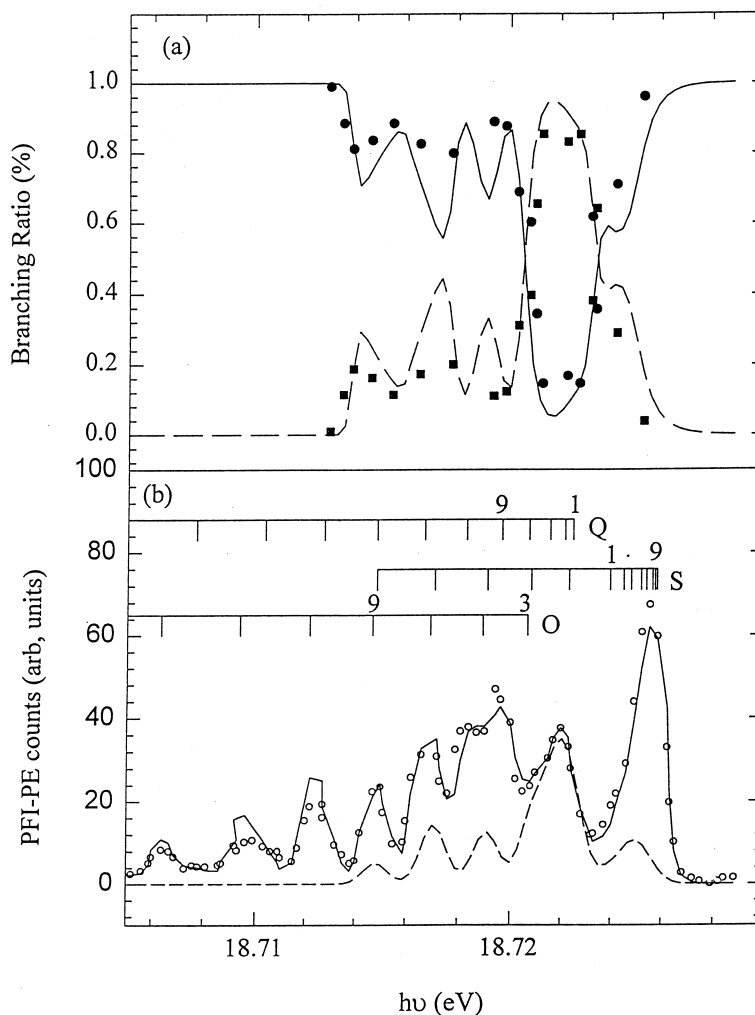 (a)
1.0
0.8
0.6
0.4
0.2
0.0
Branching Ratio (%)
100
(b)
9 1
Q
80
1 . 9
S
9 3
O
60
40
20
0
PFI-PE counts (arb, units)
18.71 18.72
hυ (eV)